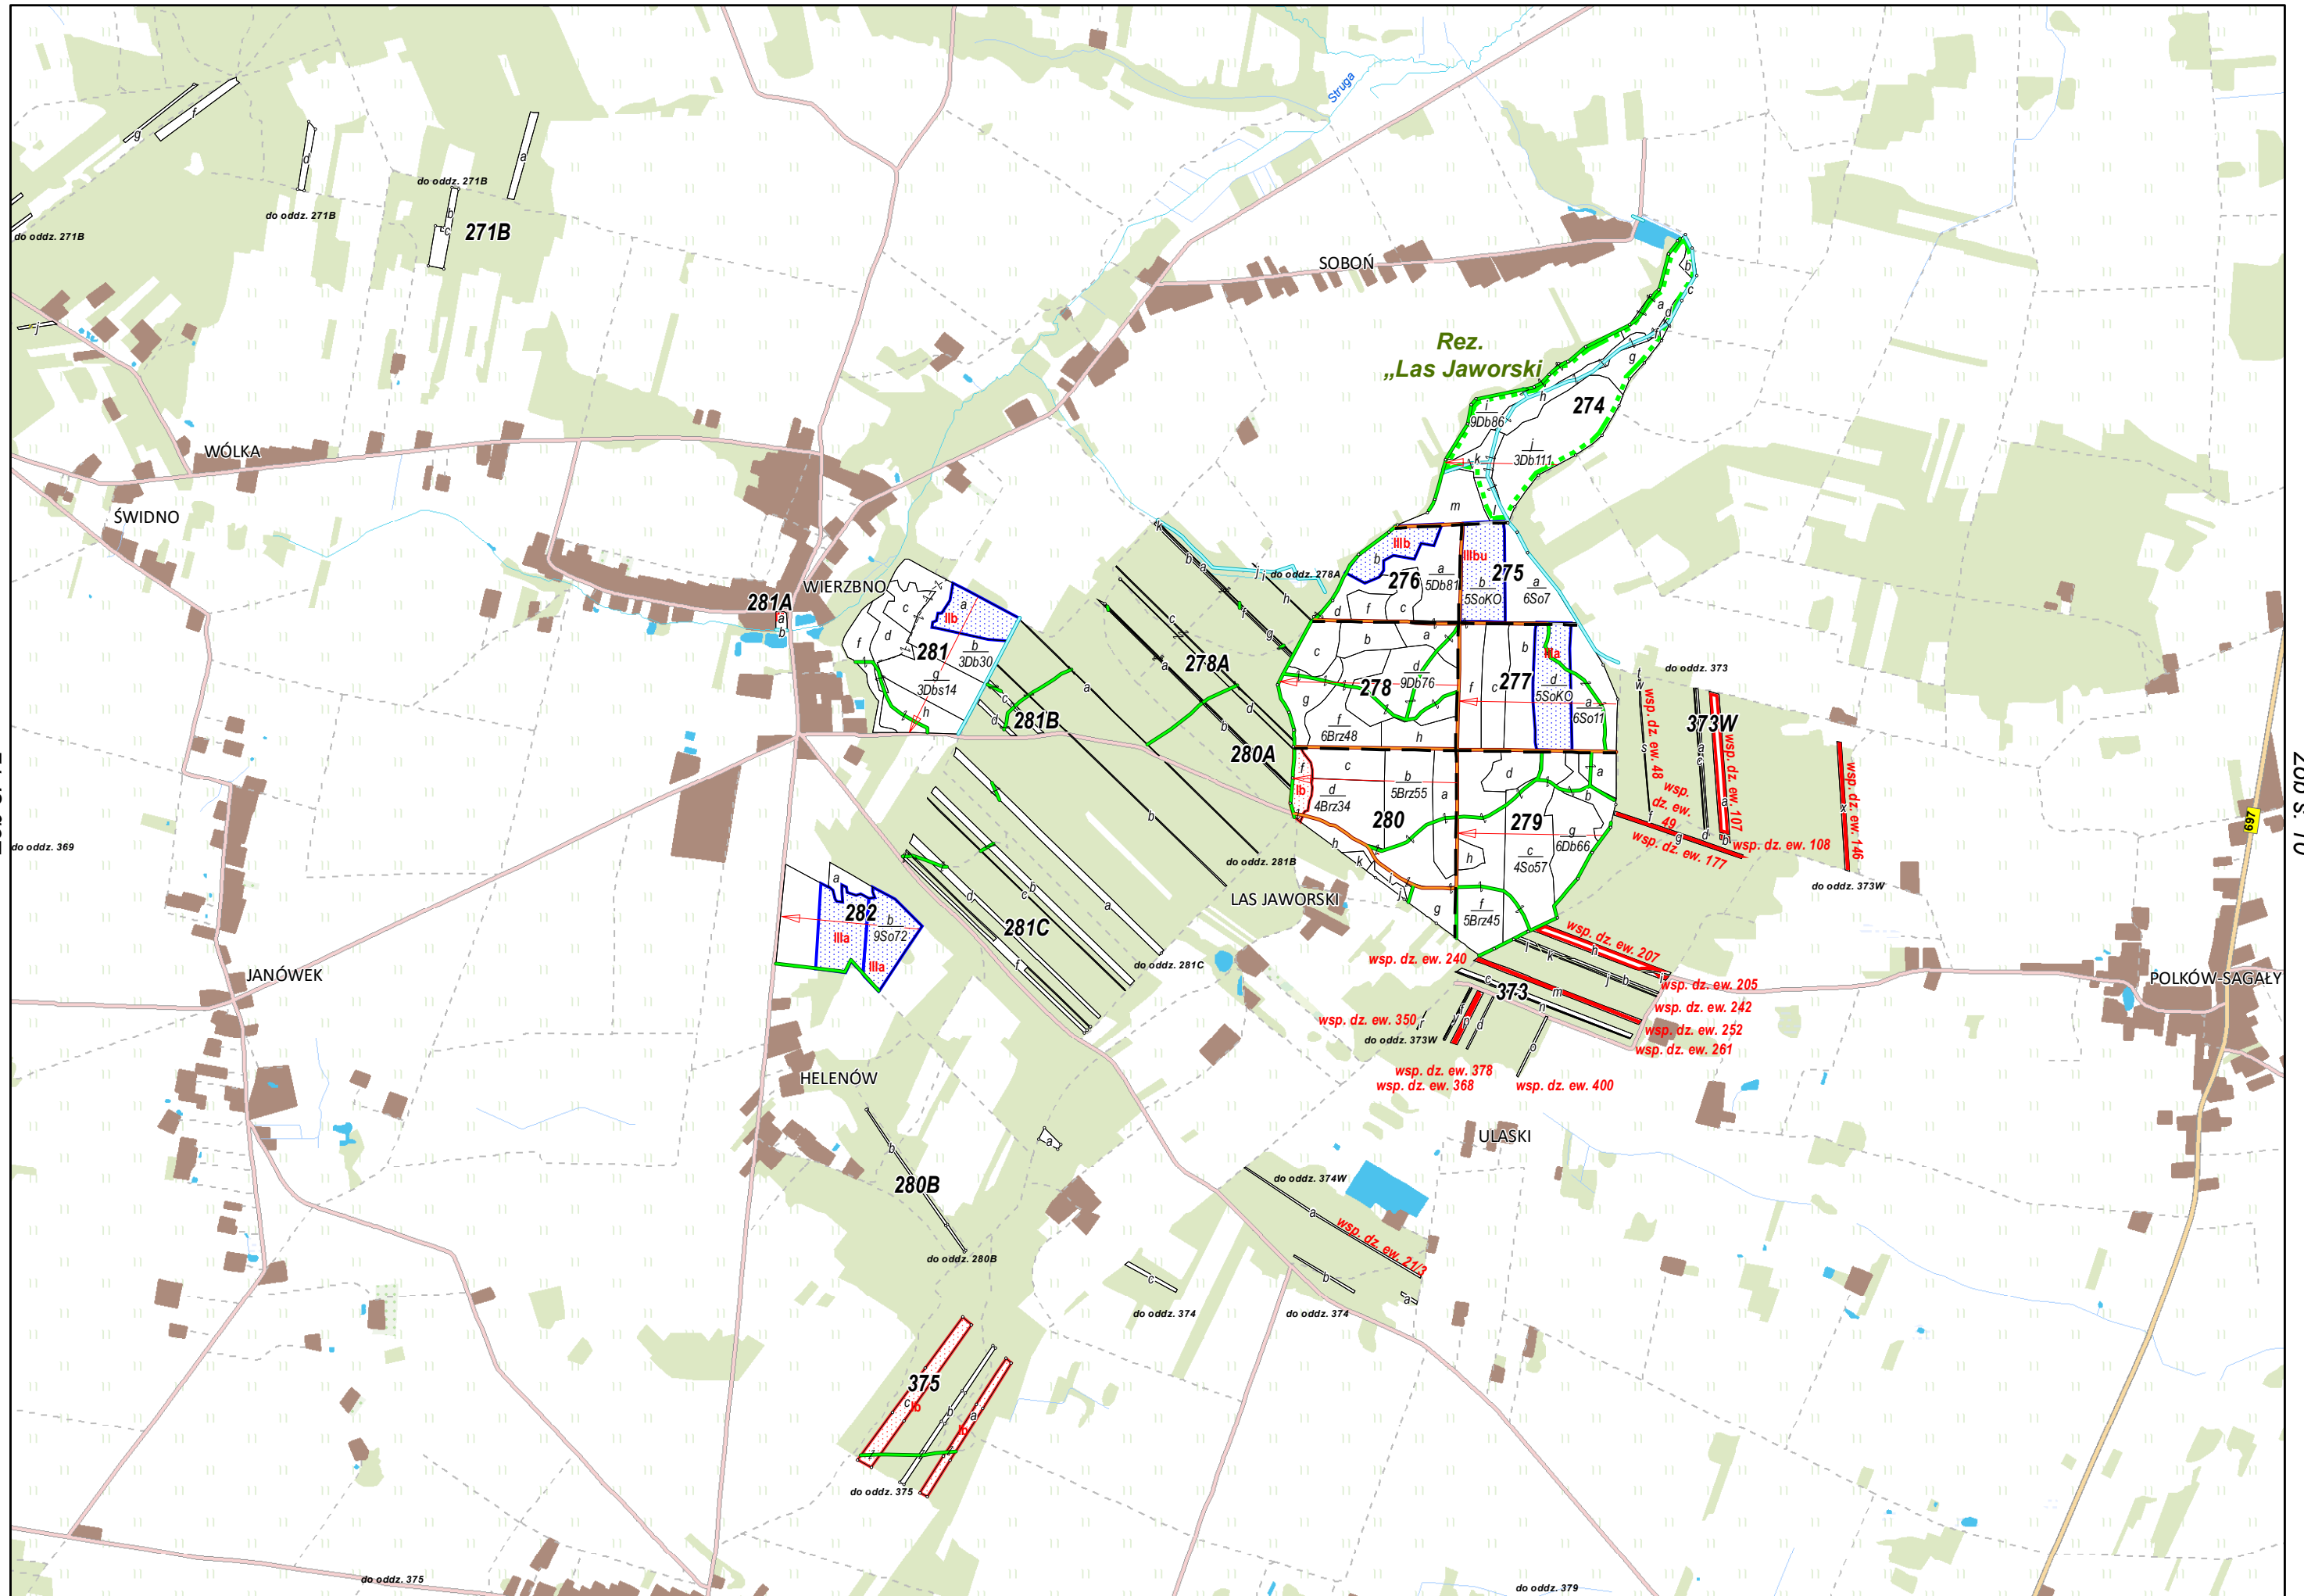 Struga
g
f
d
a
do oddz. 271B
b
c
271B
do oddz. 271B
do oddz. 271B
j
SOBOŃ
Rez.
„Las Jaworski
b
c
a
d
f
g
h
274
i
9Db86
j
3Db111
k
l
m
WÓLKA
ŚWIDNO
WIERZBNO
281A
a
b
IIIb
b
276
a
5Db81
d
f
c
IIIbu
b
5SoKO
275
a
6So7
k
b
a
j
i
do oddz. 278A
h
f
g
c
a
278A
d
b
280A
a
IIb
c
d
f
281
b
3Db30
g
3Dbs14
h
c
d
281B
a
b
do oddz. 281B
c
b
a
d
9Db76
278
g
f
6Brz48
h
f
c
b
277
IIIa
d
5SoKO
a
6So11
do oddz. 373
t
w
s
wsp. dz. ew. 48
wsp.
dz. ew.
49
f
g
wsp. dz. ew. 177
373W
a
c
d
wsp. dz. ew. 107
a
b
wsp. dz. ew. 108
x
wsp. dz. ew. 146
do oddz. 373W
f
Ib
c
d
4Brz34
b
5Brz55
a
280
h
k
i
j
g
d
a
b
279
g
6Db66
c
4So57
h
f
5Brz45
697
Zob s. 10
do oddz. 369
LAS JAWORSKI
a
282
b
9So72
IIIa
IIIa
b
c
d
a
f
281C
do oddz. 281C
JANÓWEK
POLKÓW-SAGAŁY
wsp. dz. ew. 207
wsp. dz. ew. 240
wsp. dz. ew. 205
wsp. dz. ew. 242
wsp. dz. ew. 252
wsp. dz. ew. 261
l
k
h
j
b
i
c
373
m
n
wsp. dz. ew. 350
r
p
d
o
do oddz. 373W
wsp. dz. ew. 378
wsp. dz. ew. 368
wsp. dz. ew. 400
HELENÓW
b
a
280B
do oddz. 280B
ULASKI
do oddz. 374W
a
wsp. dz. ew. 21/3
c
b
a
do oddz. 374
do oddz. 374
375
c
Ib
b
a
Ib
do oddz. 375
do oddz. 375
do oddz. 379